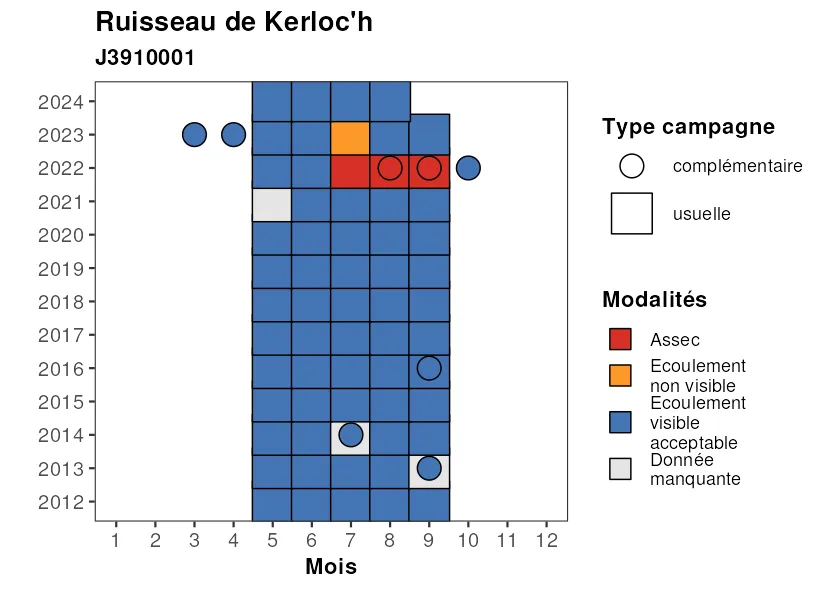 Ruisseau de Kerloc'h
J3910001
2024
2023
2022
2021
2020
2019
2018
2017
2016
2015
2014
2013
2012
1 2 3 4 5 6 7 8 9 10 11 12
Mois
Type campagne
complémentaire
usuelle
Modalités
Assec
Ecoulement
non visible
Ecoulement
visible
acceptable
Donnée
manquante